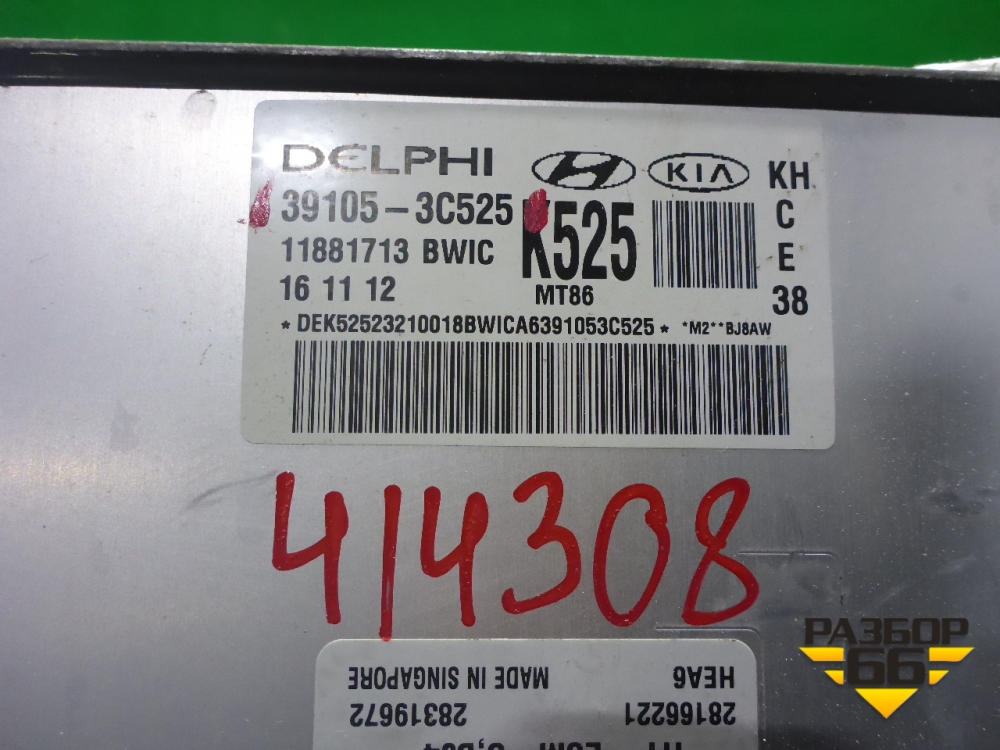 DELPHI KIA KH
39105-3C525 K525 C
11881713 BWIC E
16 11 12 MT86 38
*DEK52523210018BWICA6391053C525* *M2**BJ8AW
414308
HEA6 MADE IN SINGAPORE
28166221 28319672
РАЗБОР
66